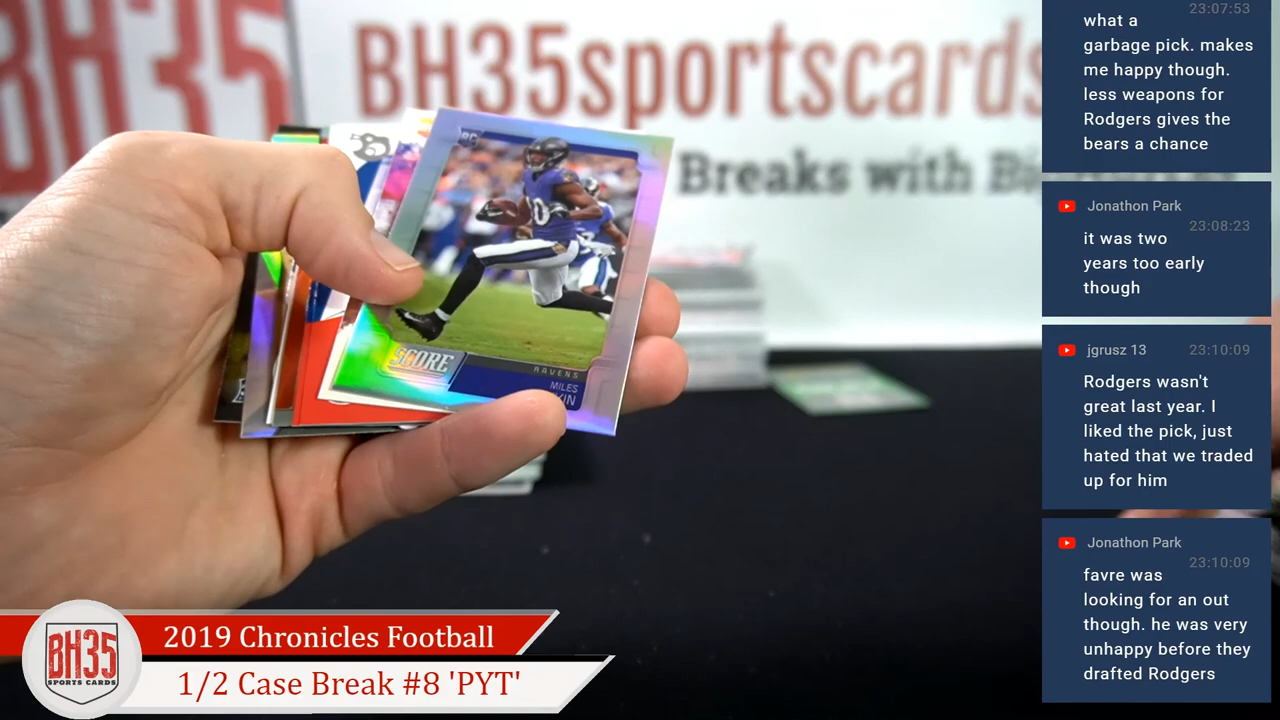 BH35
BH35sportscards
Breaks with
RC
SCORE
RAVENS
MILES
2019 Chronicles Football
1/2 Case Break #8 'PYT'
BH35
SPORTS CARDS
23:07:53
what a
garbage pick. makes
me happy though.
less weapons for
Rodgers gives the
bears a chance
Jonathon Park
23:08:23
it was two
years too early
though
jgrusz 13 23:10:09
Rodgers wasn't
great last year. I
liked the pick, just
hated that we traded
up for him
Jonathon Park
23:10:09
favre was
looking for an out
though. he was very
unhappy before they
drafted Rodgers